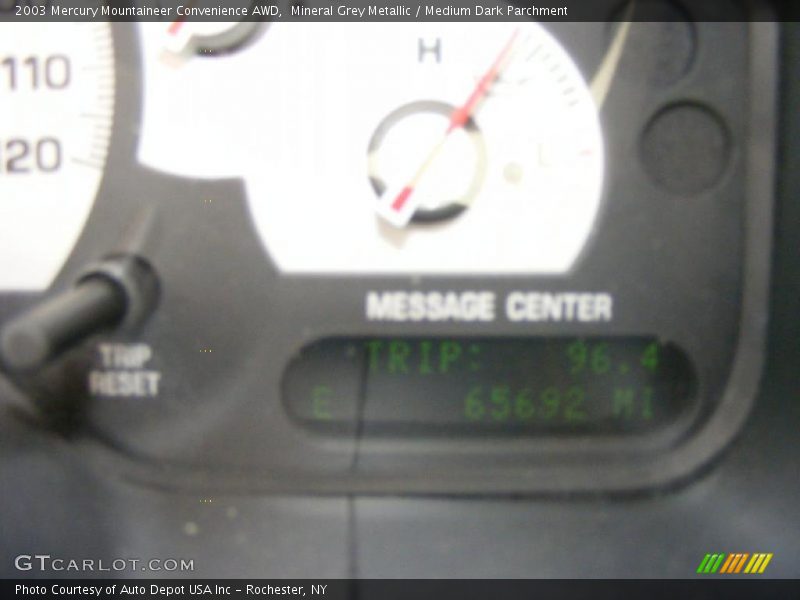 2003 Mercury Mountaineer Convenience AWD,  Mineral Grey Metallic / Medium Dark Parchment
H
110
120
MESSAGE CENTER
TRIP: 96.4
E 65692 MI
TRIP
RESET
GTCARLOT.COM
Photo Courtesy of Auto Depot USA Inc – Rochester, NY